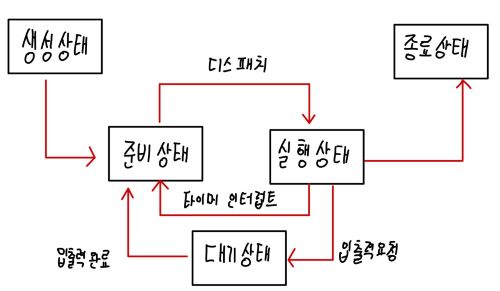 생성상태
종료상태
디스패치
준비상태
실행상태
타이머 인터럽트
입출력완료
대기상태
입출력요청